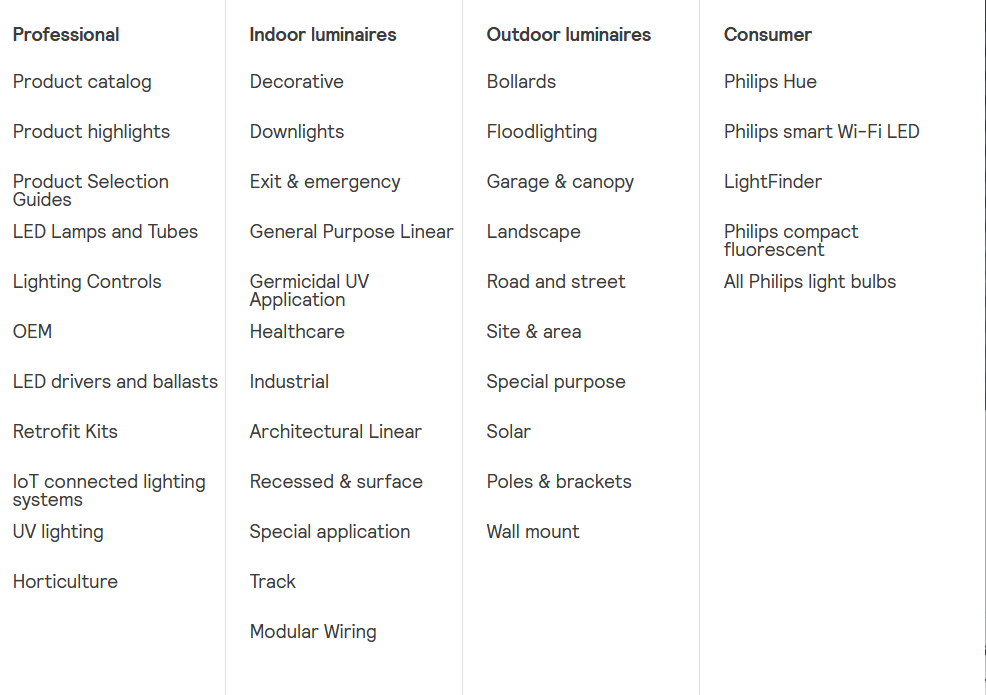 Professional
Product catalog
Product highlights
Product Selection
Guides
LED Lamps and Tubes
Lighting Controls
OEM
LED drivers and ballasts
Retrofit Kits
IoT connected lighting
systems
UV lighting
Horticulture
Indoor luminaires
Decorative
Downlights
Exit & emergency
General Purpose Linear
Germicidal UV
Application
Healthcare
Industrial
Architectural Linear
Recessed & surface
Special application
Track
Modular Wiring
Outdoor luminaires
Bollards
Floodlighting
Garage & canopy
Landscape
Road and street
Site & area
Special purpose
Solar
Poles & brackets
Wall mount
Consumer
Philips Hue
Philips smart Wi-Fi LED
LightFinder
Philips compact
fluorescent
All Philips light bulbs